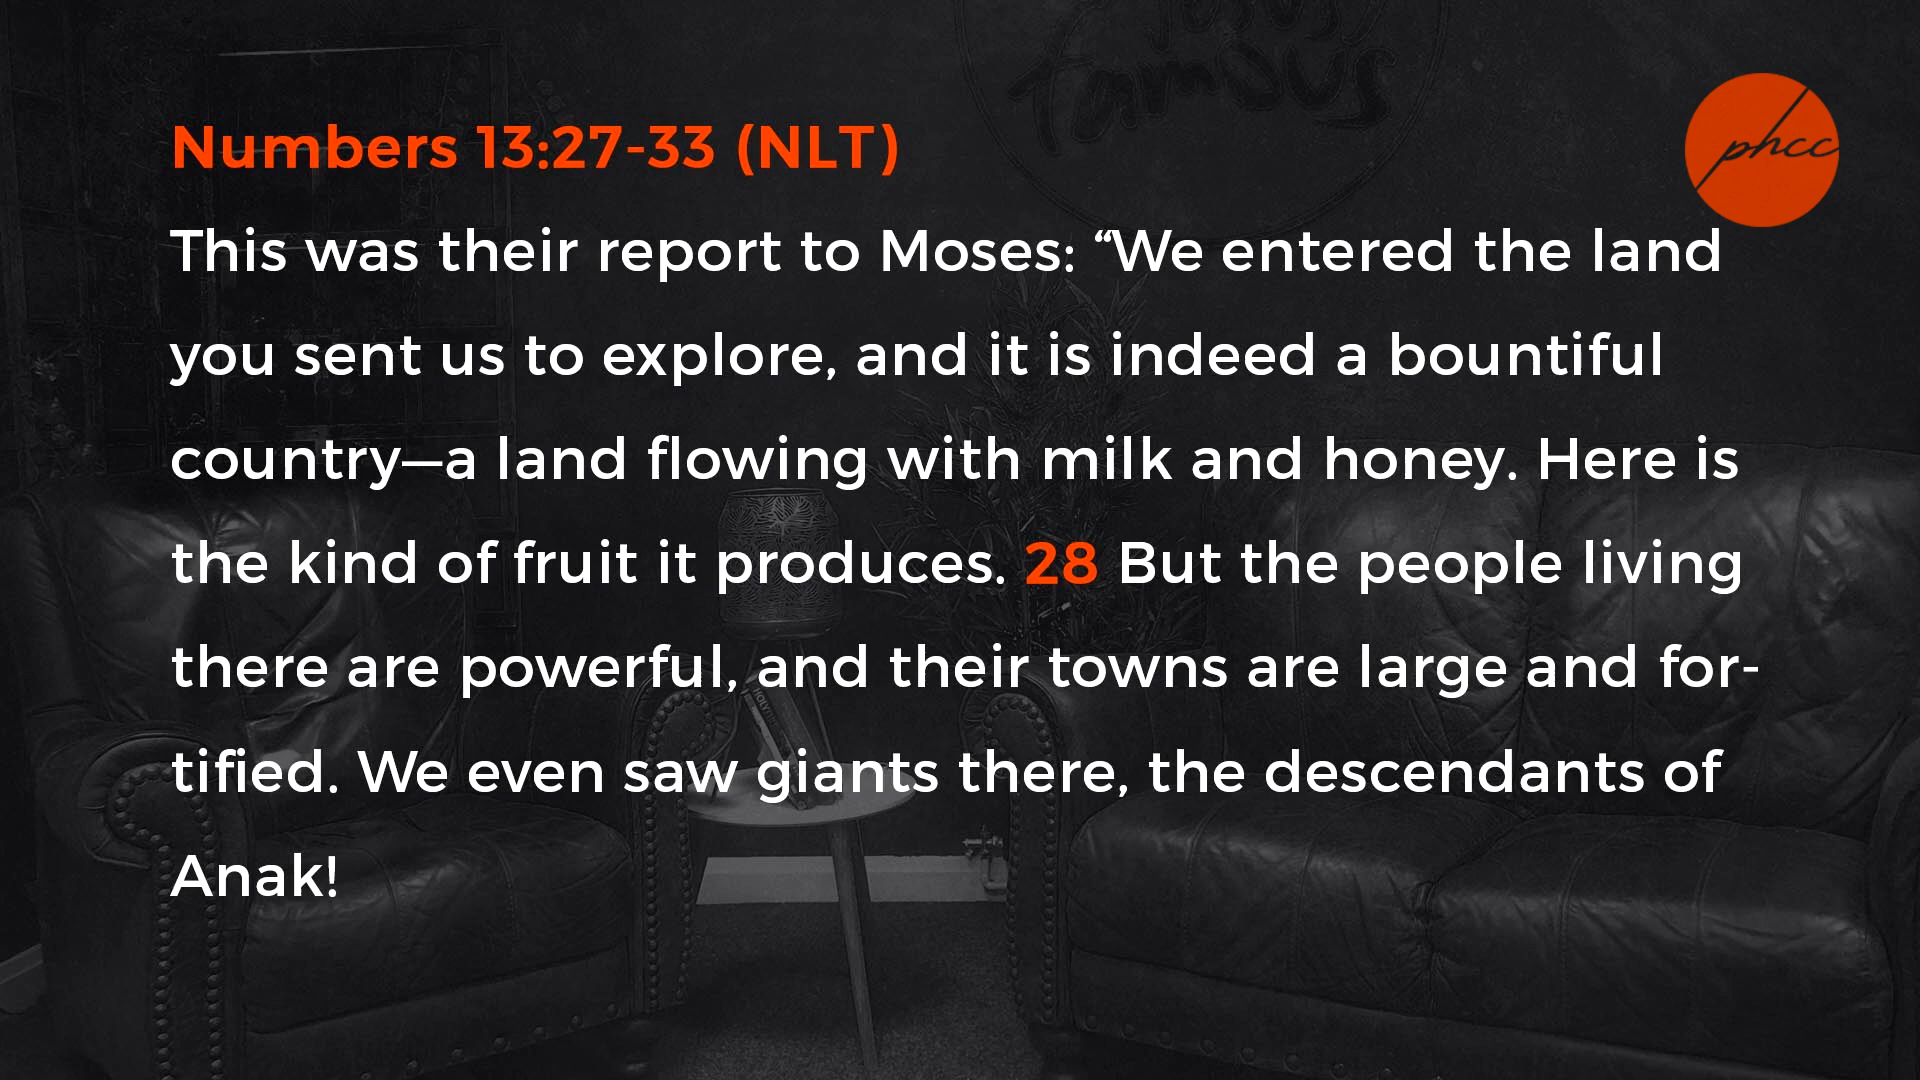 famous
Numbers 13:27-33 (NLT)
phcc
This was their report to Moses: “We entered the land
you sent us to explore, and it is indeed a bountiful
country—a land flowing with milk and honey. Here is
the kind of fruit it produces. 28 But the people living
there are powerful, and their towns are large and for-
tified. We even saw giants there, the descendants of
Anak!
HOLY